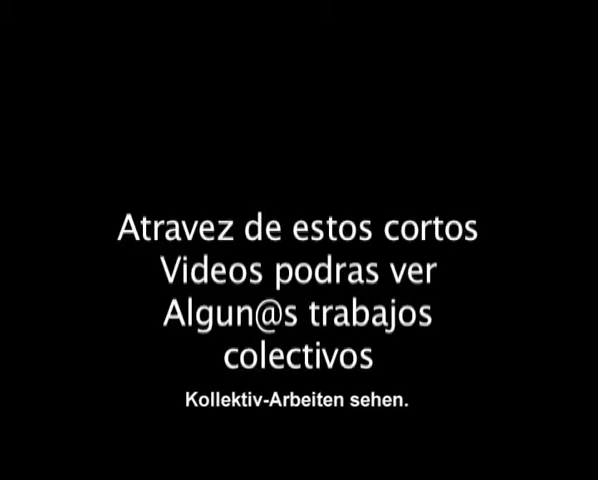 Atravez de estos cortos
Videos podras ver
Algun@s trabajos
colectivos
Kollektiv-Arbeiten sehen.